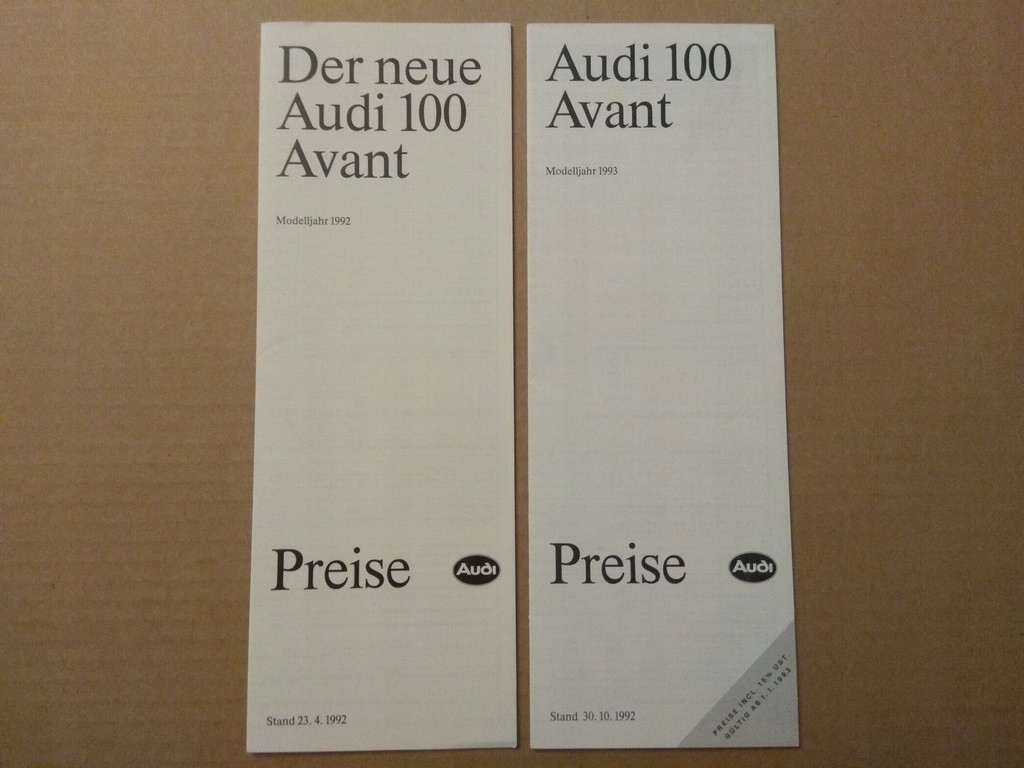 Der neue
Audi 100
Avant
Modelljahr 1992
Preise
Audi
Stand 23. 4. 1992
Audi 100
Avant
Modelljahr 1993
Preise
Audi
Stand 30. 10. 1992
PREISE INCL. 15% UST.
GÜLTIG AB 1. 1. 1993